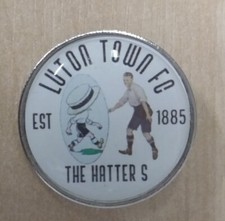 LUTON TOWN FC
EST 1885
THE HATTER S